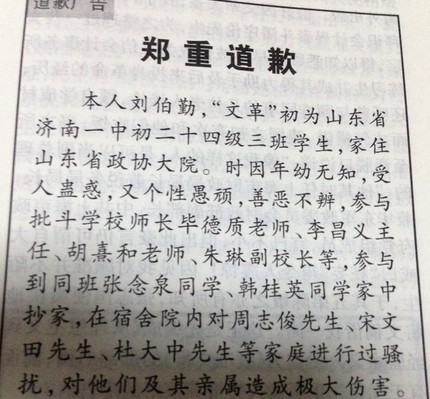 道歉广告
郑重道歉
本人刘伯勤，“文革”初为山东省
济南一中初二十四级三班学生，家住
山东省政协大院。时因年幼无知，受
人蛊惑，又个性愚顽，善恶不辨，参与
批斗学校师长毕德质老师、李昌义主
任、胡熹和老师、朱琳副校长等，参与
到同班张念泉同学、韩桂英同学家中
抄家，在宿舍院内对周志俊先生、宋文
田先生、杜大中先生等家庭进行过骚
扰，对他们及其亲属造成极大伤害。